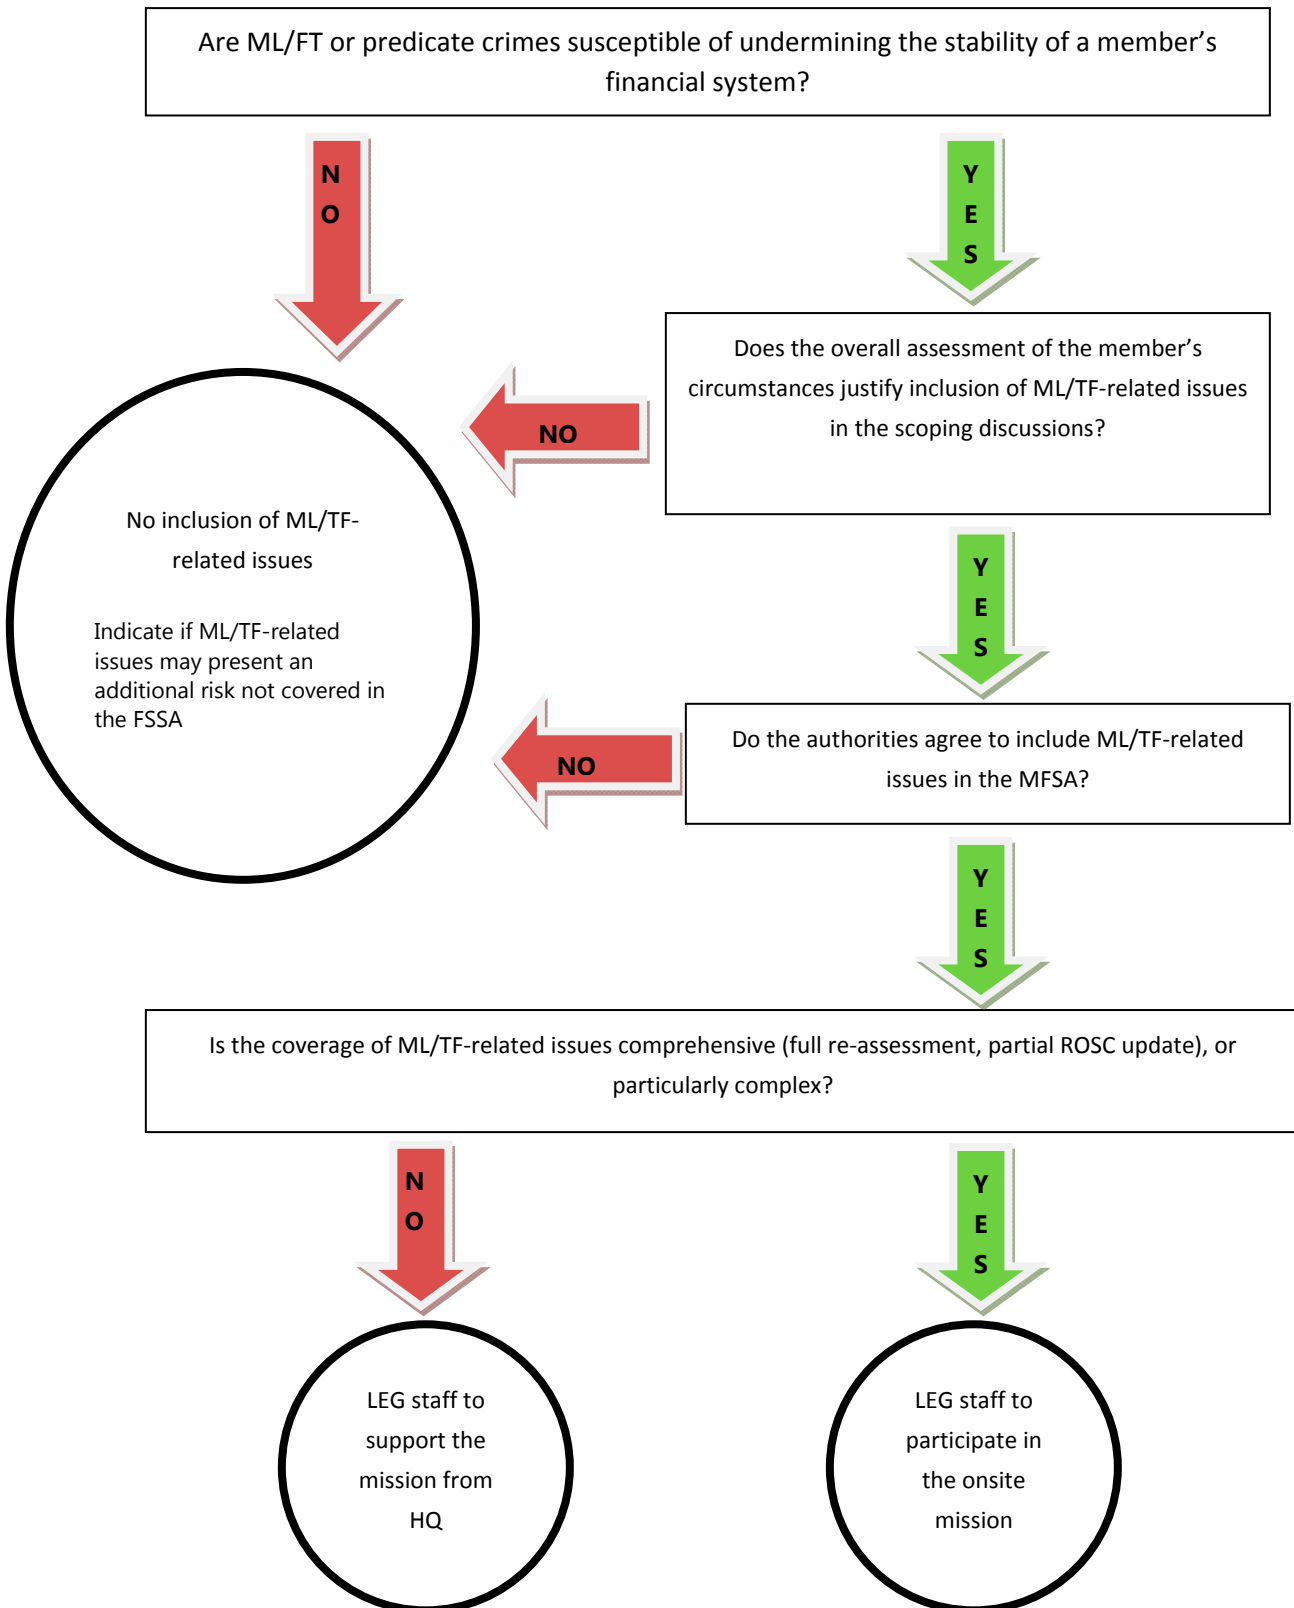 Are ML/FT or predicate crimes susceptible of undermining the stability of a member’s
financial system?
N
O
Y
E
S
Does the overall assessment of the member’s
circumstances justify inclusion of ML/TF-related issues
in the scoping discussions?
NO
No inclusion of ML/TF-
related issues
Indicate if ML/TF-related
issues may present an
additional risk not covered in
the FSSA
Y
E
S
Do the authorities agree to include ML/TF-related
issues in the MFSA?
NO
Y
E
S
Is the coverage of ML/TF-related issues comprehensive (full re-assessment, partial ROSC update), or
particularly complex?
N
O
Y
E
S
LEG staff to
support the
mission from
HQ
LEG staff to
participate in
the onsite
mission